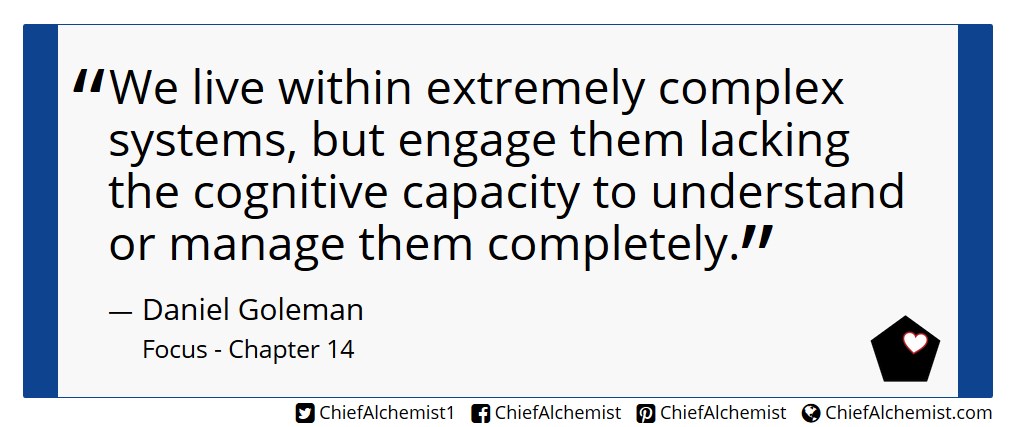 “We live within extremely complex
systems, but engage them lacking
the cognitive capacity to understand
or manage them completely.”
— Daniel Goleman
Focus - Chapter 14
ChiefAlchemist1 ChiefAlchemist ChiefAlchemist ChiefAlchemist.com